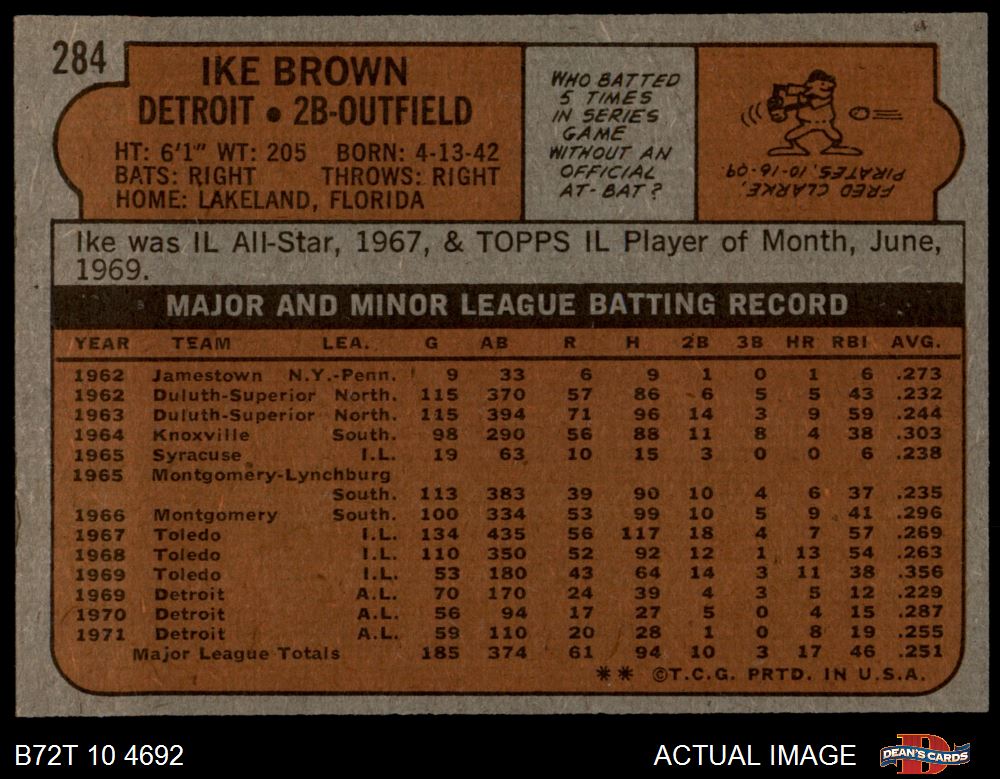 284
IKE BROWN
DETROIT • 2B-OUTFIELD
HT: 6'1" WT: 205 BORN: 4-13-42
BATS: RIGHT THROWS: RIGHT
HOME: LAKELAND, FLORIDA
WHO BATTED
5 TIMES
IN SERIES
GAME
WITHOUT AN
OFFICIAL
AT-BAT?
FRED CLARKE,
PIRATES, 10-16-09.
Ike was IL All-Star, 1967, & TOPPS IL Player of Month, June,
1969.
MAJOR AND MINOR LEAGUE BATTING RECORD
YEAR TEAM LEA. G AB R H 2B 3B HR RBI AVG.
1962 Jamestown N.Y.-Penn. 9 33 6 9 1 0 1 6 .273
1962 Duluth-Superior North. 115 370 57 86 6 5 5 43 .232
1963 Duluth-Superior North. 115 394 71 96 14 3 9 59 .244
1964 Knoxville South. 98 290 56 88 11 8 4 38 .303
1965 Syracuse I.L. 19 63 10 15 3 0 0 6 .238
1965 Montgomery-Lynchburg
South. 113 383 39 90 10 4 6 37 .235
1966 Montgomery South. 100 334 53 99 10 5 9 41 .296
1967 Toledo I.L. 134 435 56 117 18 4 7 57 .269
1968 Toledo I.L. 110 350 52 92 12 1 13 54 .263
1969 Toledo I.L. 53 180 43 64 14 3 11 38 .356
1969 Detroit A.L. 70 170 24 39 4 3 5 12 .229
1970 Detroit A.L. 56 94 17 27 5 0 4 15 .287
1971 Detroit A.L. 59 110 20 28 1 0 8 19 .255
Major League Totals 185 374 61 94 10 3 17 46 .251
** ©T.C.G. PRTD. IN U.S.A.
B72T 10 4692 ACTUAL IMAGE DEAN'S CARDS